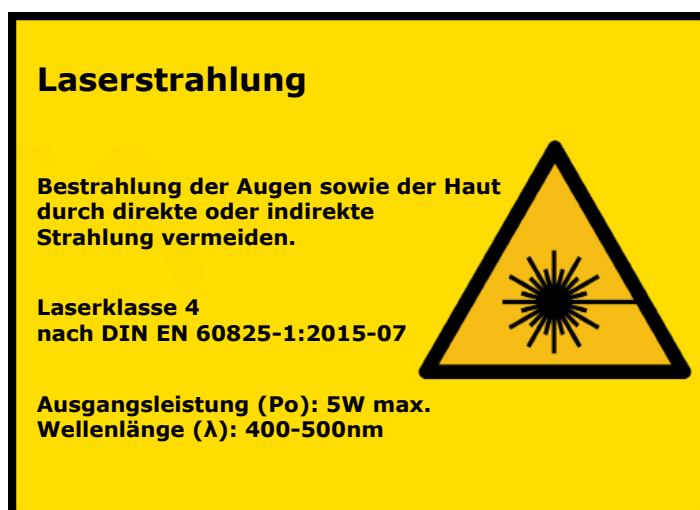 Laserstrahlung
Bestrahlung der Augen sowie der Haut
durch direkte oder indirekte
Strahlung vermeiden.
Laserklasse 4
nach DIN EN 60825-1:2015-07
Ausgangsleistung (Po): 5W max.
Wellenlänge (λ): 400-500nm